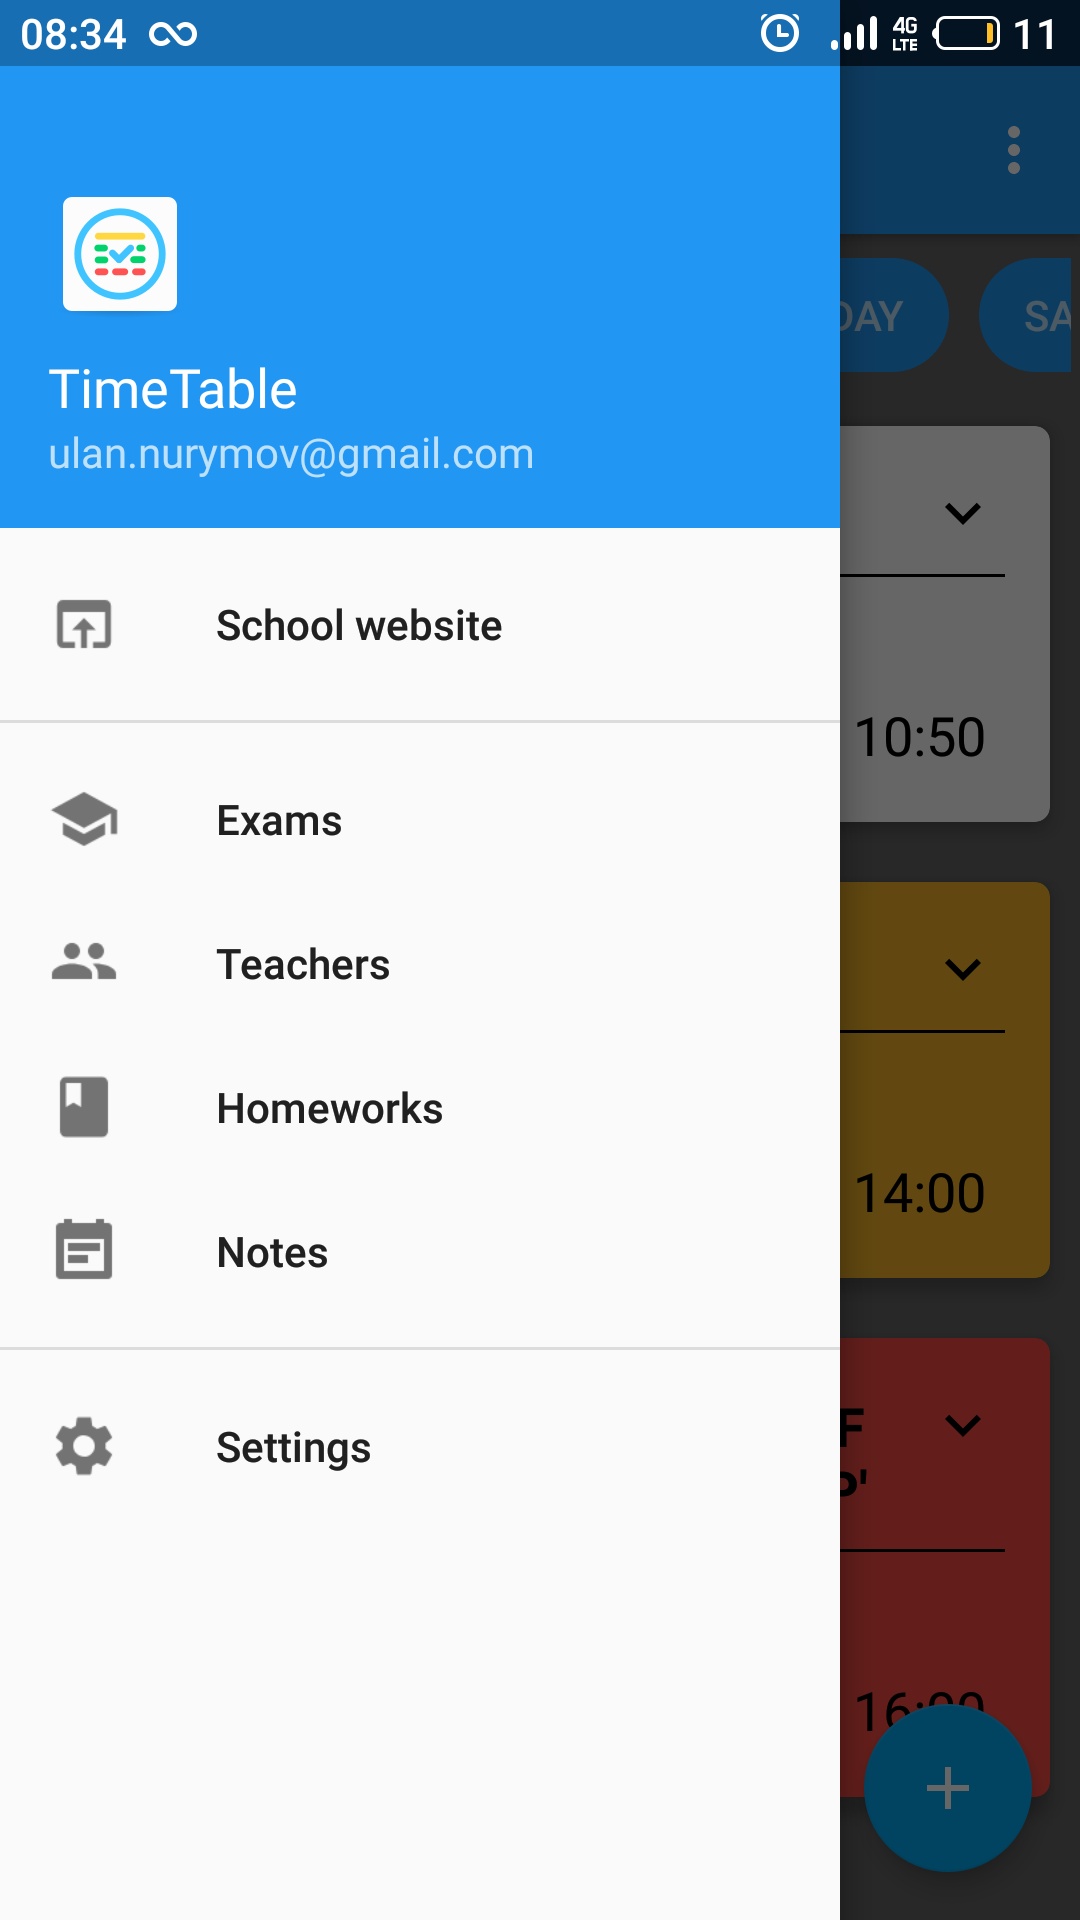 08:34
4G
LTE
11
DAY
SA
TimeTable
ulan.nurymov@gmail.com
School website
10:50
Exams
Teachers
Homeworks
14:00
Notes
F
P'
Settings
16:00